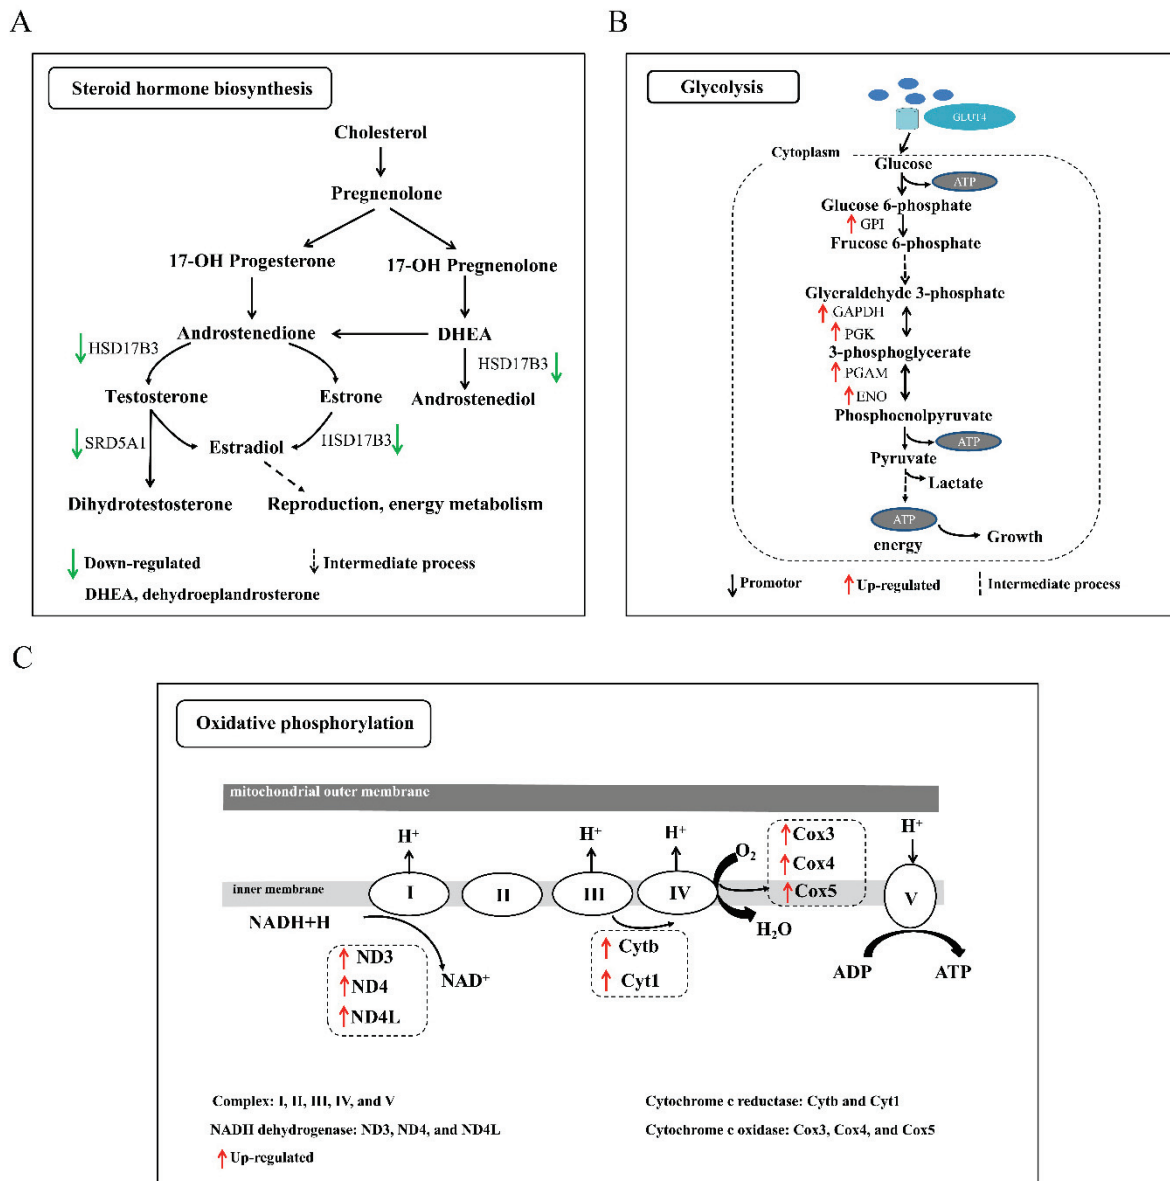 A
Steroid hormone biosynthesis
Cholesterol
Pregnenolone
17-OH Progesterone
17-OH Pregnenolone
Androstenedione
DHEA
HSD17B3
HSD17B3
Testosterone
Estrone
Androstenediol
SRD5A1
Estradiol
HSD17B3
Dihydrotestosterone
Reproduction, energy metabolism
Down-regulated
Intermediate process
DHEA, dehydroeplandrosterone
B
Glycolysis
GLUT4
Cytoplasm
Glucose
ATP
Glucose 6-phosphate
GPI
Frucose 6-phosphate
Glyceraldehyde 3-phosphate
GAPDH
PGK
3-phosphoglycerate
PGAM
ENO
Phosphoenolpyruvate
ATP
Pyruvate
Lactate
ATP
energy
Growth
Promotor
Up-regulated
Intermediate process
C
Oxidative phosphorylation
mitochondrial outer membrane
H+
H+
H+
O2
Cox3
Cox4
Cox5
H+
inner membrane
I
II
III
IV
V
NADH+H
H2O
ND3
ND4
ND4L
NAD+
Cytb
Cyt1
ADP
ATP
Complex: I, II, III, IV, and V
Cytochrome c reductase: Cytb and Cyt1
NADH dehydrogenase: ND3, ND4, and ND4L
Cytochrome c oxidase: Cox3, Cox4, and Cox5
Up-regulated